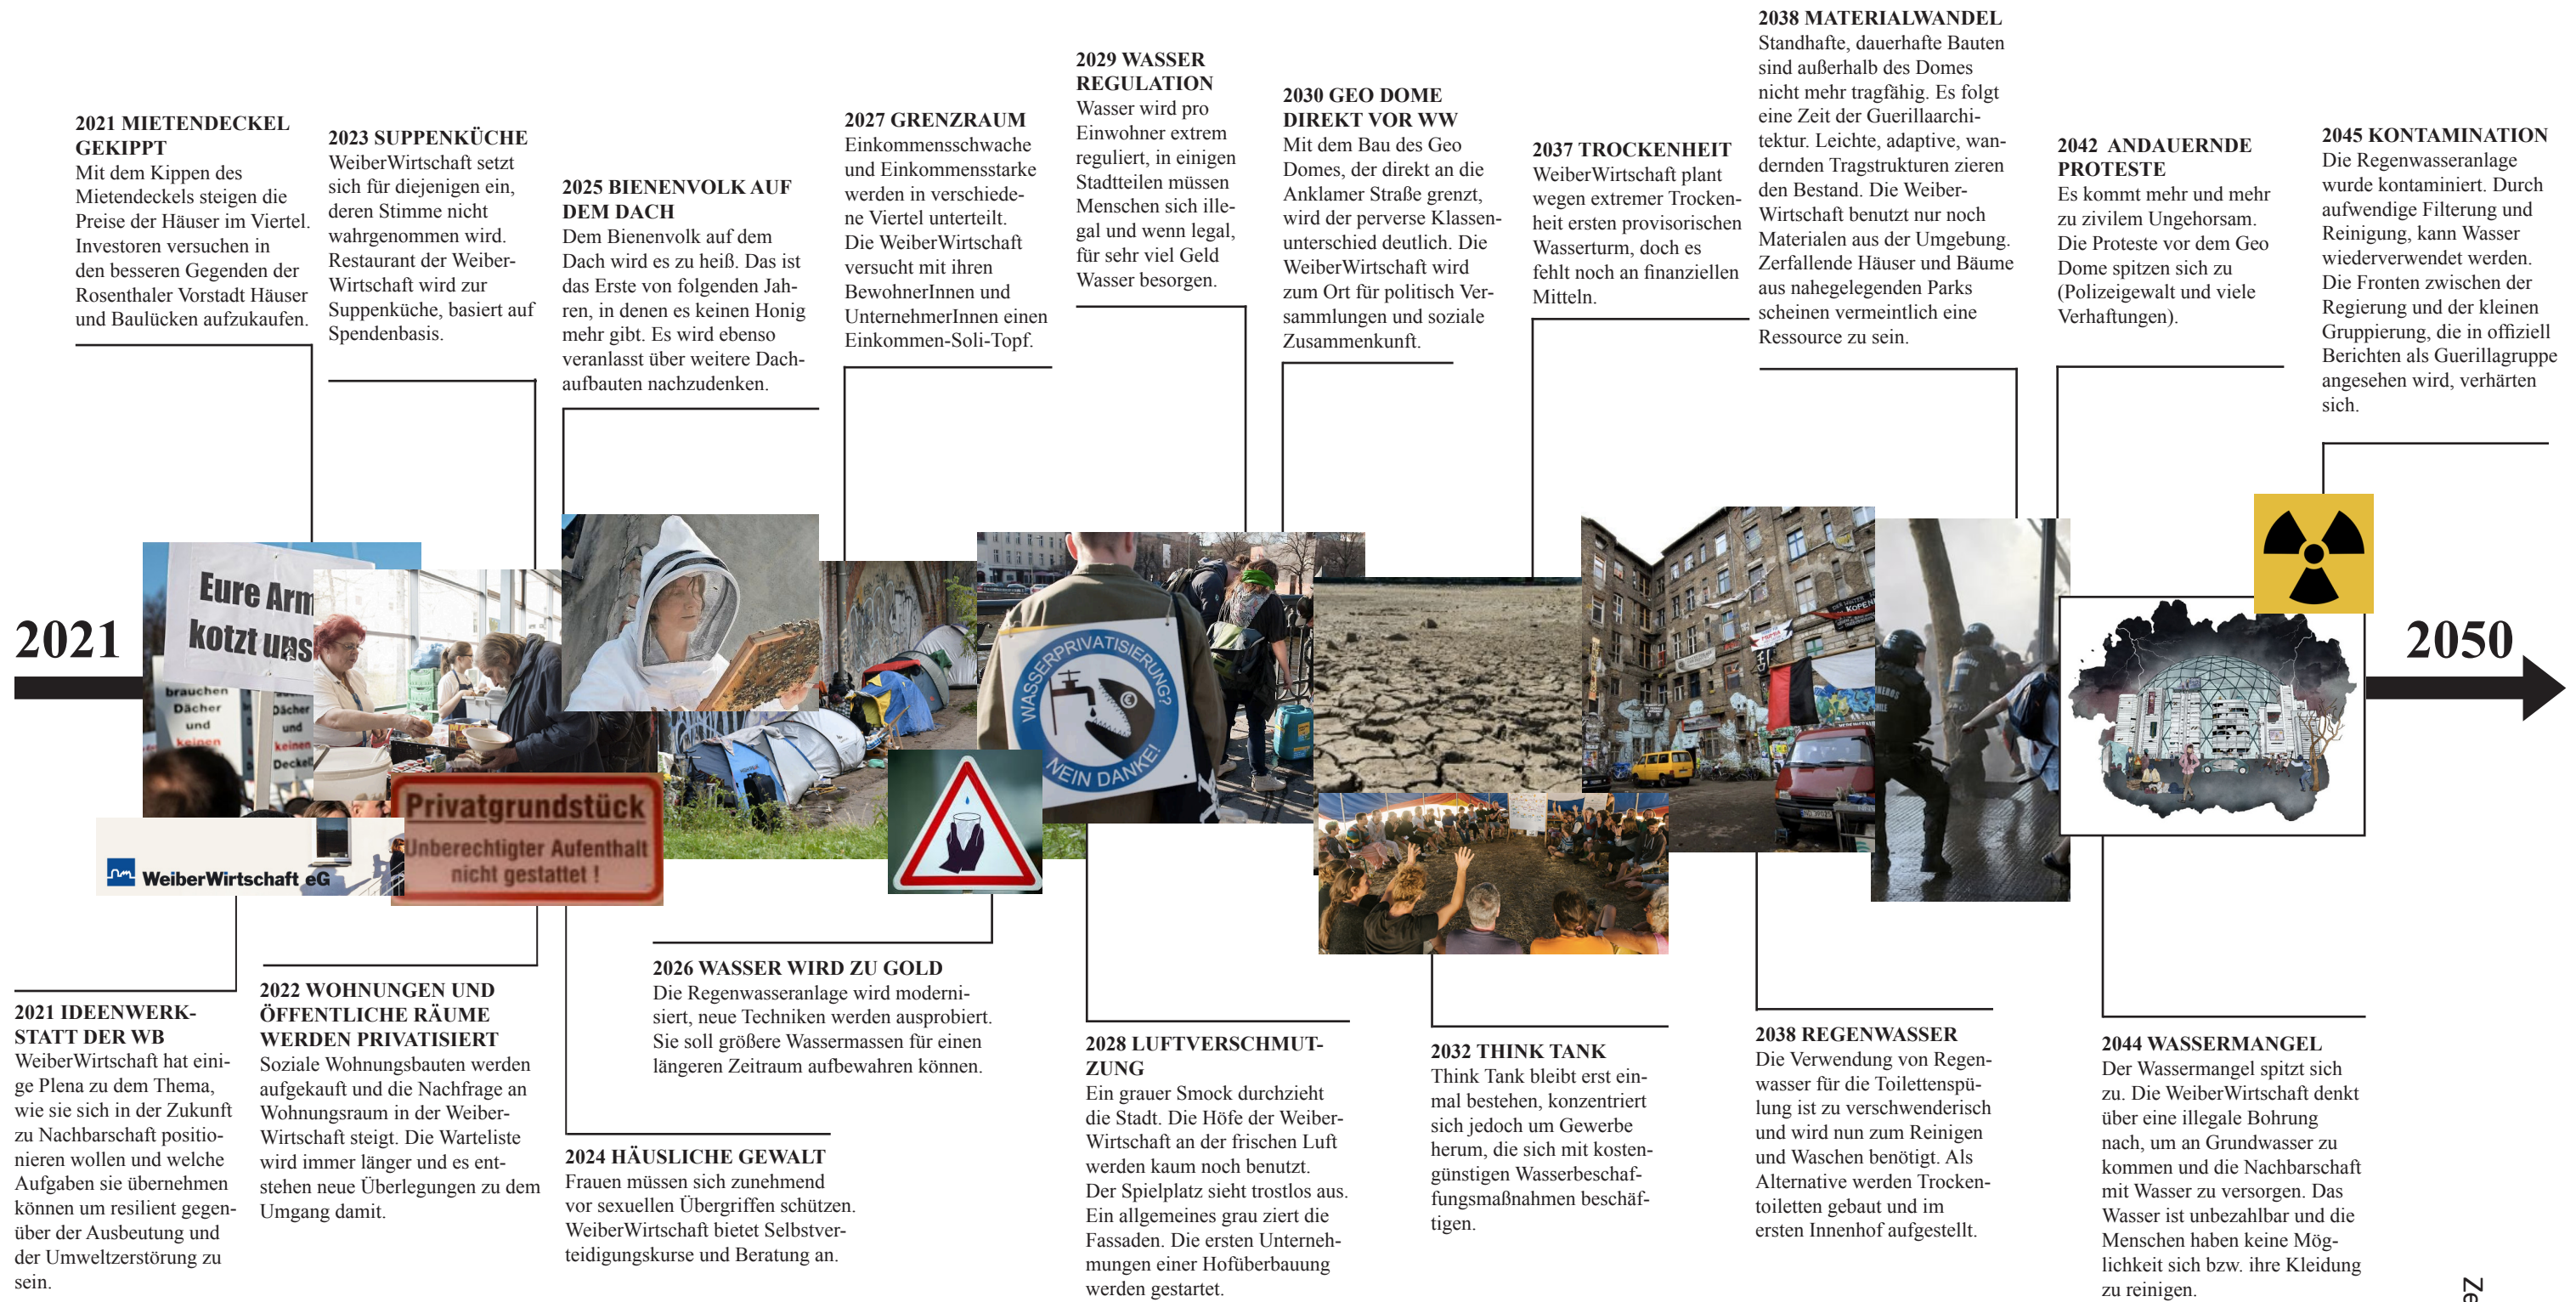 2021 MIETENDECKEL
GEKIPPT
Mit dem Kippen des
Mietendeckels steigen die
Preise der Häuser im Viertel.
Investoren versuchen in
den besseren Gegenden der
Rosenthaler Vorstadt Häuser
und Baulücken aufzukaufen.
2023 SUPPENKÜCHE
WeiberWirtschaft setzt
sich für diejenigen ein,
deren Stimme nicht
wahrgenommen wird.
Restaurant der Weiber-
Wirtschaft wird zur
Suppenküche, basiert auf
Spendenbasis.
2025 BIENENVOLK AUF
DEM DACH
Dem Bienenvolk auf dem
Dach wird es zu heiß. Das ist
das Erste von folgenden Jah-
ren, in denen es keinen Honig
mehr gibt. Es wird ebenso
veranlasst über weitere Dach-
aufbauten nachzudenken.
2027 GRENZRAUM
Einkommensschwache
und Einkommensstarke
werden in verschiede-
ne Viertel unterteilt.
Die WeiberWirtschaft
versucht mit ihren
BewohnerInnen und
UnternehmerInnen einen
Einkommen-Soli-Topf.
2029 WASSER
REGULATION
Wasser wird pro
Einwohner extrem
reguliert, in einigen
Stadtteilen müssen
Menschen sich ille-
gal und wenn legal,
für sehr viel Geld
Wasser besorgen.
2030 GEO DOME
DIREKT VOR WW
Mit dem Bau des Geo
Domes, der direkt an die
Anklamer Straße grenzt,
wird der perverse Klassen-
unterschied deutlich. Die
WeiberWirtschaft wird
zum Ort für politisch Ver-
sammlungen und soziale
Zusammenkunft.
2037 TROCKENHEIT
WeiberWirtschaft plant
wegen extremer Trocken-
heit ersten provisorischen
Wasserturm, doch es
fehlt noch an finanziellen
Mitteln.
2038 MATERIALWANDEL
Standhafte, dauerhafte Bauten
sind außerhalb des Domes
nicht mehr tragfähig. Es folgt
eine Zeit der Guerillaarchi-
tektur. Leichte, adaptive, wan-
dernden Tragstrukturen zieren
den Bestand. Die Weiber-
Wirtschaft benutzt nur noch
Materialen aus der Umgebung.
Zerfallende Häuser und Bäume
aus nahegelegenden Parks
scheinen vermeintlich eine
Ressource zu sein.
2042 ANDAUERNDE
PROTESTE
Es kommt mehr und mehr
zu zivilem Ungehorsam.
Die Proteste vor dem Geo
Dome spitzen sich zu
(Polizeigewalt und viele
Verhaftungen).
2045 KONTAMINATION
Die Regenwasseranlage
wurde kontaminiert. Durch
aufwendige Filterung und
Reinigung, kann Wasser
wiederverwendet werden.
Die Fronten zwischen der
Regierung und der kleinen
Gruppierung, die in offiziell
Berichten als Guerillagruppe
angesehen wird, verhärten
sich.
2021
Eure Arm
kotzt uns
brauchen
Dächer
und
keinen
Dächer
und
keinen
Deckel
WeiberWirtschaft eG
Privatgrundstück
Unberechtigter Aufenthalt
nicht gestattet !
WASSERPRIVATISIERUNG?
NEIN DANKE!
2050
2021 IDEENWERK-
STATT DER WB
WeiberWirtschaft hat eini-
ge Plena zu dem Thema,
wie sie sich in der Zukunft
zu Nachbarschaft positio-
nieren wollen und welche
Aufgaben sie übernehmen
können um resilient gegen-
über der Ausbeutung und
der Umweltzerstörung zu
sein.
2022 WOHNUNGEN UND
ÖFFENTLICHE RÄUME
WERDEN PRIVATISIERT
Soziale Wohnungsbauten werden
aufgekauft und die Nachfrage an
Wohnungsraum in der Weiber-
Wirtschaft steigt. Die Warteliste
wird immer länger und es ent-
stehen neue Überlegungen zu dem
Umgang damit.
2024 HÄUSLICHE GEWALT
Frauen müssen sich zunehmend
vor sexuellen Übergriffen schützen.
WeiberWirtschaft bietet Selbstver-
teidigungskurse und Beratung an.
2026 WASSER WIRD ZU GOLD
Die Regenwasseranlage wird moderni-
siert, neue Techniken werden ausprobiert.
Sie soll größere Wassermassen für einen
längeren Zeitraum aufbewahren können.
2028 LUFTVERSCHMUT-
ZUNG
Ein grauer Smock durchzieht
die Stadt. Die Höfe der Weiber-
Wirtschaft an der frischen Luft
werden kaum noch benutzt.
Der Spielplatz sieht trostlos aus.
Ein allgemeines grau ziert die
Fassaden. Die ersten Unterneh-
mungen einer Hofüberbauung
werden gestartet.
2032 THINK TANK
Think Tank bleibt erst ein-
mal bestehen, konzentriert
sich jedoch um Gewerbe
herum, die sich mit kosten-
günstigen Wasserbeschaf-
fungsmaßnahmen beschäf-
tigen.
2038 REGENWASSER
Die Verwendung von Regen-
wasser für die Toilettenspü-
lung ist zu verschwenderisch
und wird nun zum Reinigen
und Waschen benötigt. Als
Alternative werden Trocken-
toiletten gebaut und im
ersten Innenhof aufgestellt.
2044 WASSERMANGEL
Der Wassermangel spitzt sich
zu. Die WeiberWirtschaft denkt
über eine illegale Bohrung
nach, um an Grundwasser zu
kommen und die Nachbarschaft
mit Wasser zu versorgen. Das
Wasser ist unbezahlbar und die
Menschen haben keine Mög-
lichkeit sich bzw. ihre Kleidung
zu reinigen.
Ze